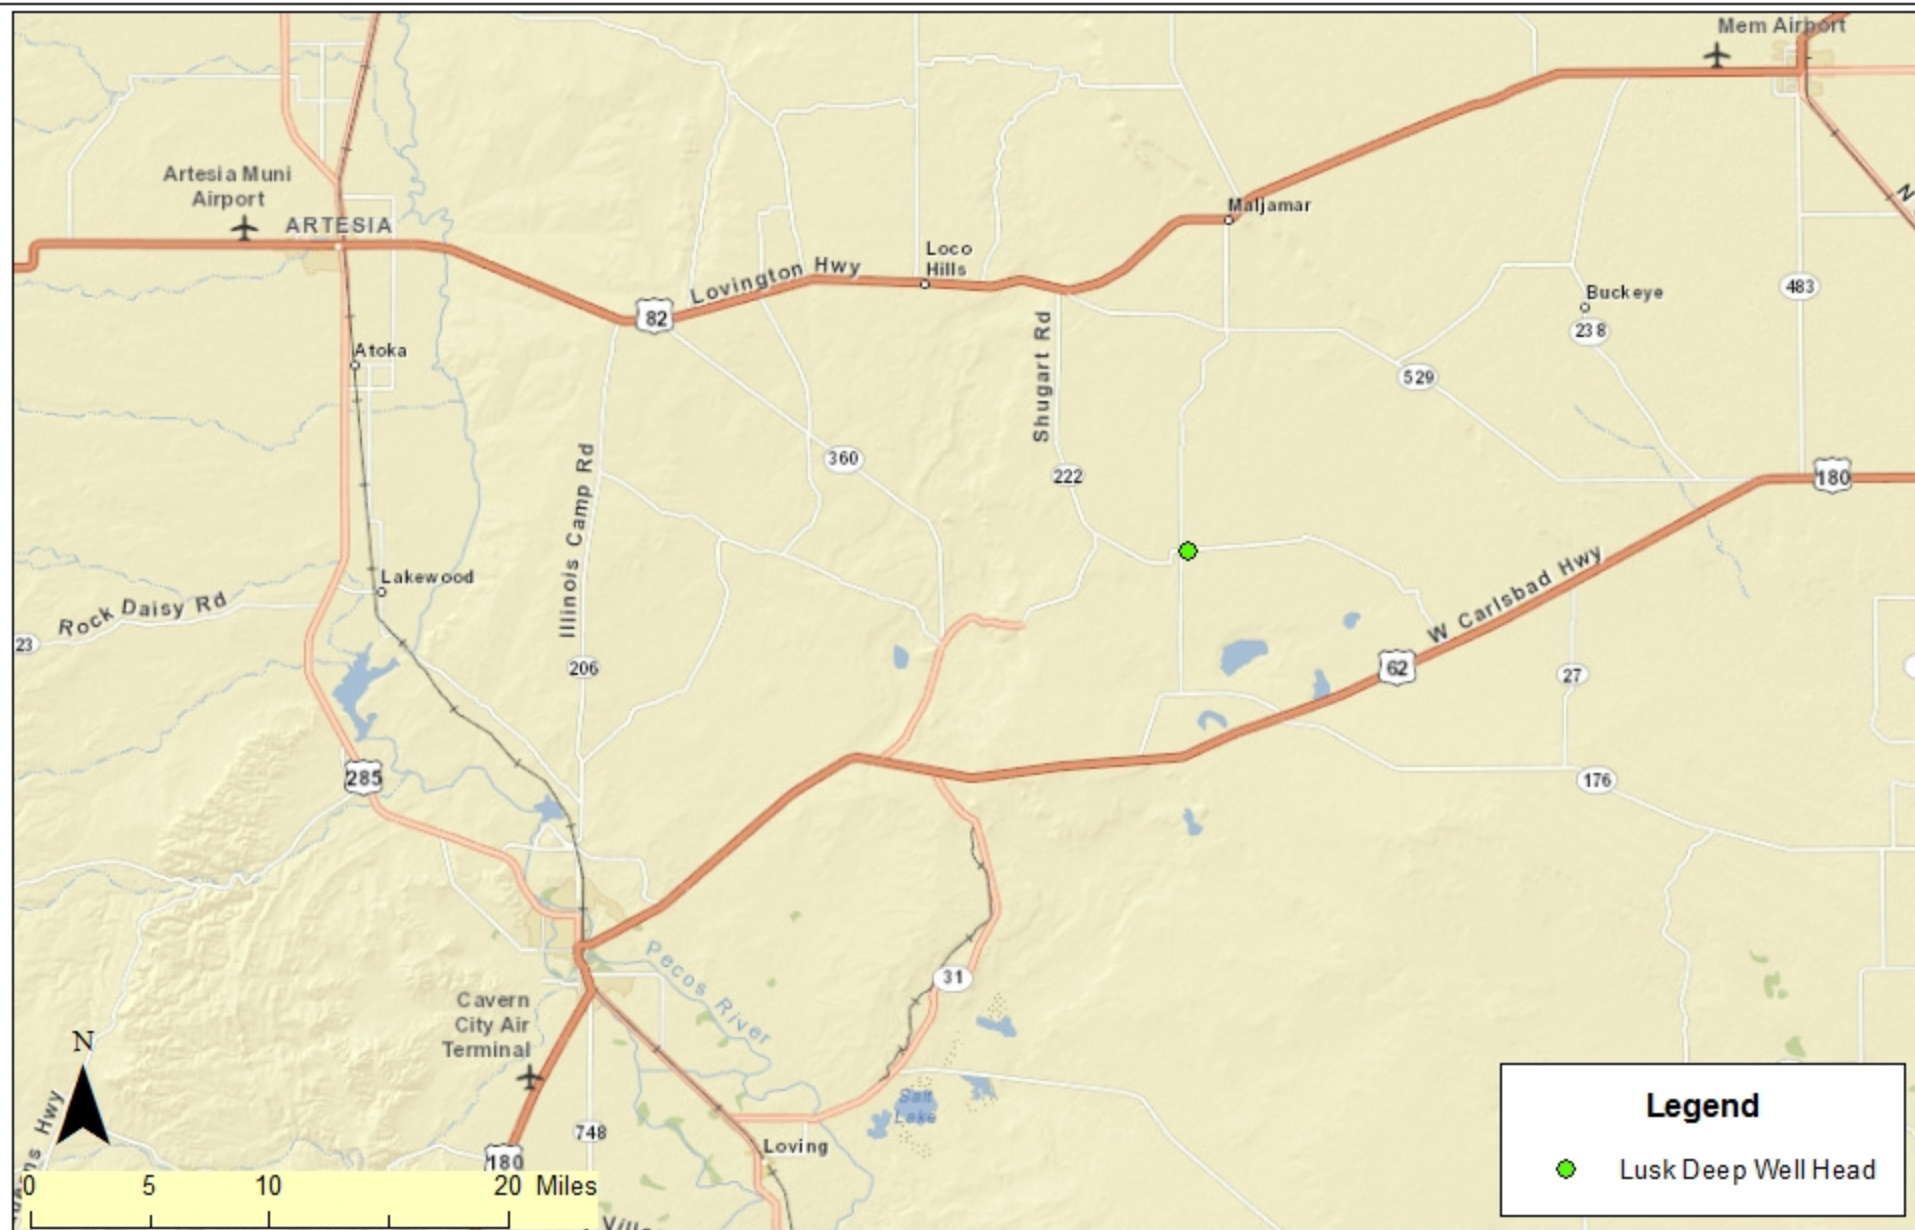 Mem Airport
Artesia Muni
Airport
ARTESIA
Maljamar
N
Loco
Hills
Lovington Hwy
82
Buckeye
238
483
Shugart Rd
Atoka
529
360
222
180
Illinois Camp Rd
Lakewood
Rock Daisy Rd
23
W Carlsbad Hwy
206
62
27
285
176
Pecos River
31
Cavern
City Air
Terminal
N
Salt
Lake
Hwy
748
Loving
180
0 5 10 20 Miles
Legend
Lusk Deep Well Head